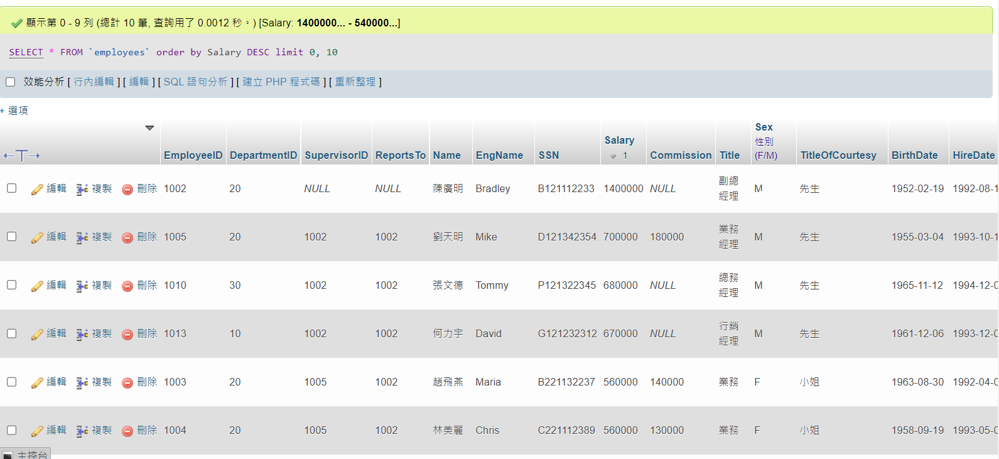 顯示第 0 - 9 列 (總計 10 筆, 查詢用了 0.0012 秒。) [Salary: 1400000... - 540000...]
SELECT * FROM `employees` order by Salary DESC limit 0, 10
效能分析 [ 行內編輯 ] [ 編輯 ] [ SQL 語句分析 ] [ 建立 PHP 程式碼 ] [ 重新整理 ]
+ 選項
←T→ EmployeeID DepartmentID SupervisorID ReportsTo Name EngName SSN Salary 1 Commission Title Sex 性別 (F/M) TitleOfCourtesy BirthDate HireDate
編輯 複製 刪除 1002 20 NULL NULL 陳廣明 Bradley B121112233 1400000 NULL 副總經理 M 先生 1952-02-19 1992-08-1
編輯 複製 刪除 1005 20 1002 1002 劉天明 Mike D121342354 700000 180000 業務經理 M 先生 1955-03-04 1993-10-1
編輯 複製 刪除 1010 30 1002 1002 張文德 Tommy P121322345 680000 NULL 總務經理 M 先生 1965-11-12 1994-12-0
編輯 複製 刪除 1013 10 1002 1002 何力宇 David G121232312 670000 NULL 行銷經理 M 先生 1961-12-06 1993-12-0
編輯 複製 刪除 1003 20 1005 1002 趙飛燕 Maria B221132237 560000 140000 業務 F 小姐 1963-08-30 1992-04-0
編輯 複製 刪除 1004 20 1005 1002 林美麗 Chris C221112389 560000 130000 業務 F 小姐 1958-09-19 1993-05-0
主控台